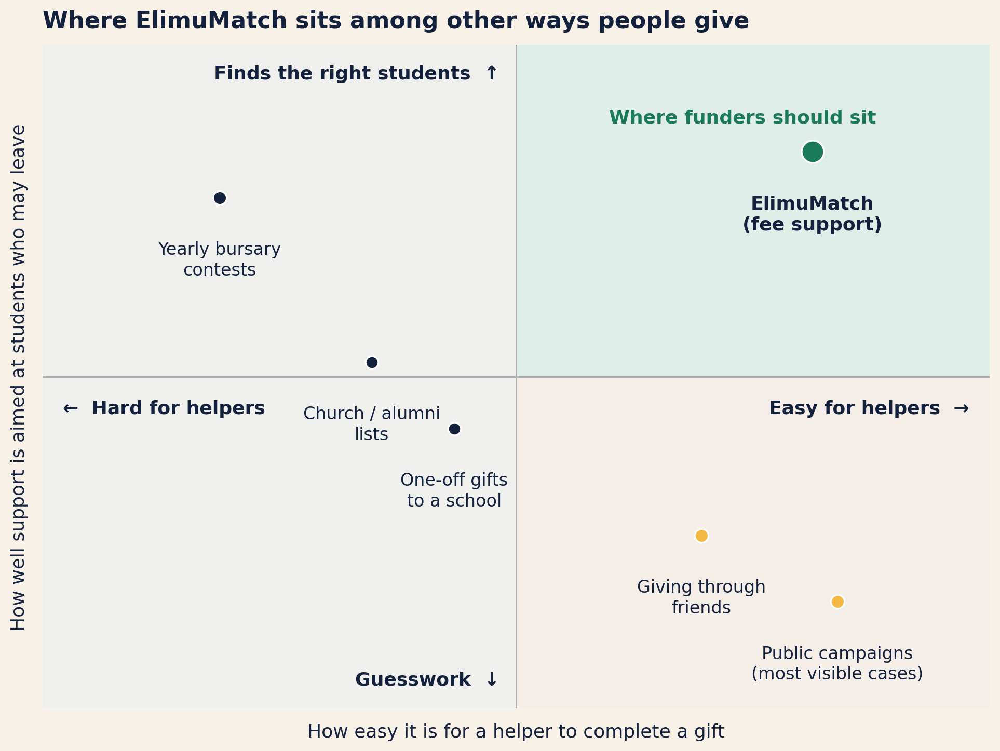 Where ElimuMatch sits among other ways people give
Finds the right students ↑
Where funders should sit
ElimuMatch
(fee support)
Yearly bursary
contests
← Hard for helpers
Church / alumni
lists
Easy for helpers →
One-off gifts
to a school
Giving through
friends
Public campaigns
(most visible cases)
Guesswork ↓
How easy it is for a helper to complete a gift
How well support is aimed at students who may leave